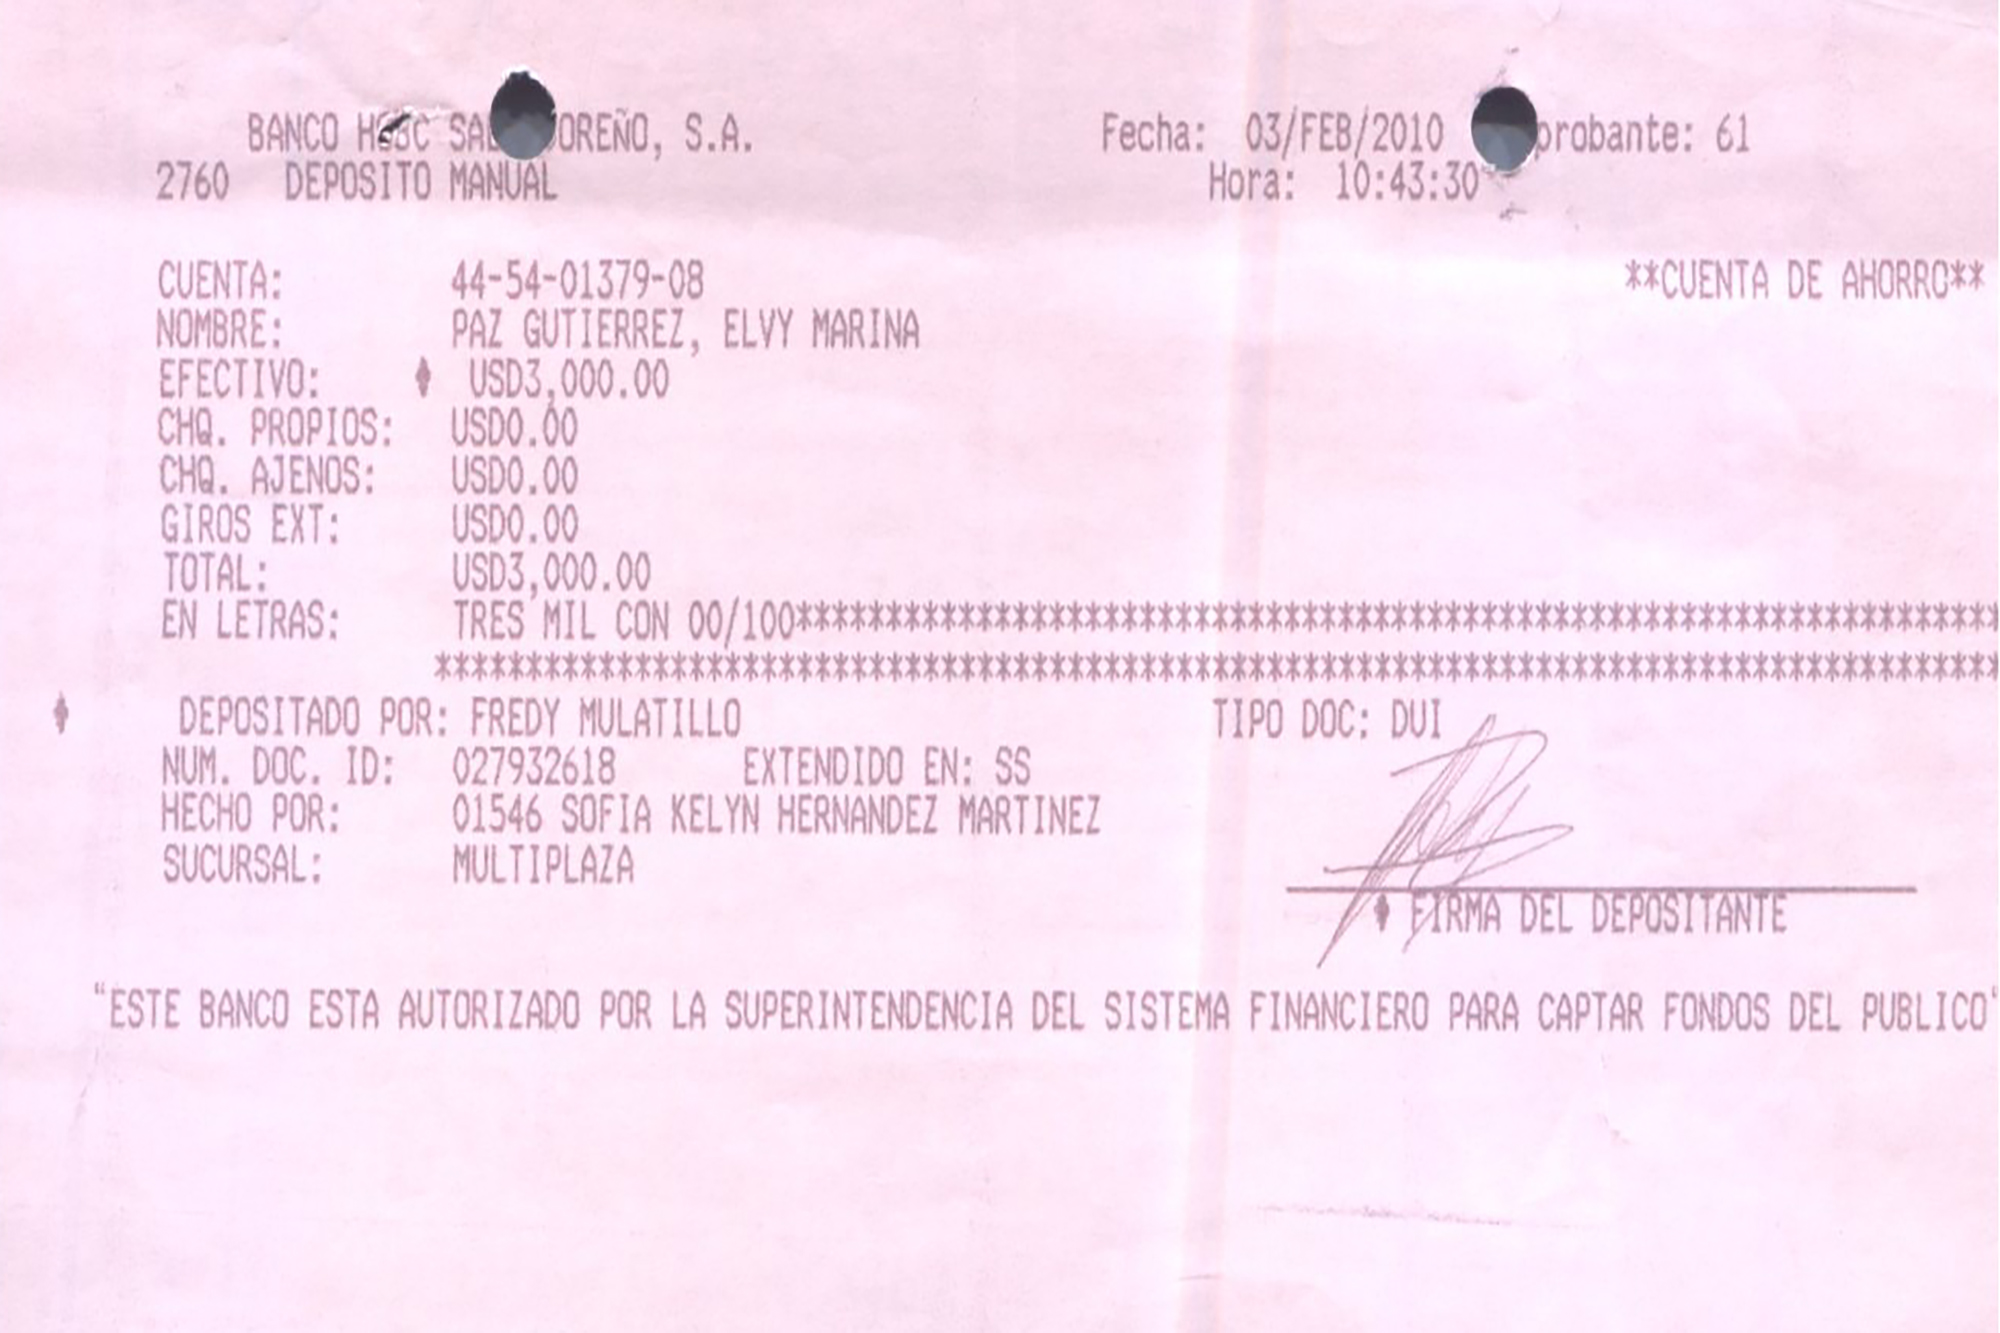 BANCO HSBC SAL OREÑO, S.A. Fecha: 03/FEB/2010 probante: 61
2760 DEPOSITO MANUAL Hora: 10:43:30
CUENTA: 44-54-01379-08 **CUENTA DE AHORRO**
NOMBRE: PAZ GUTIERREZ, ELVY MARINA
EFECTIVO: USD3,000.00
CHQ. PROPIOS: USD0.00
CHQ. AJENOS: USD0.00
GIROS EXT: USD0.00
TOTAL: USD3,000.00
EN LETRAS: TRES MIL CON 00/100*******************************************************************
***************************************************************************************
DEPOSITADO POR: FREDY MULATILLO TIPO DOC: DUI
NUM. DOC. ID: 027932618 EXTENDIDO EN: SS
HECHO POR: 01546 SOFIA KELYN HERNANDEZ MARTINEZ
SUCURSAL: MULTIPLAZA
FIRMA DEL DEPOSITANTE
"ESTE BANCO ESTA AUTORIZADO POR LA SUPERINTENDENCIA DEL SISTEMA FINANCIERO PARA CAPTAR FONDOS DEL PUBLICO"